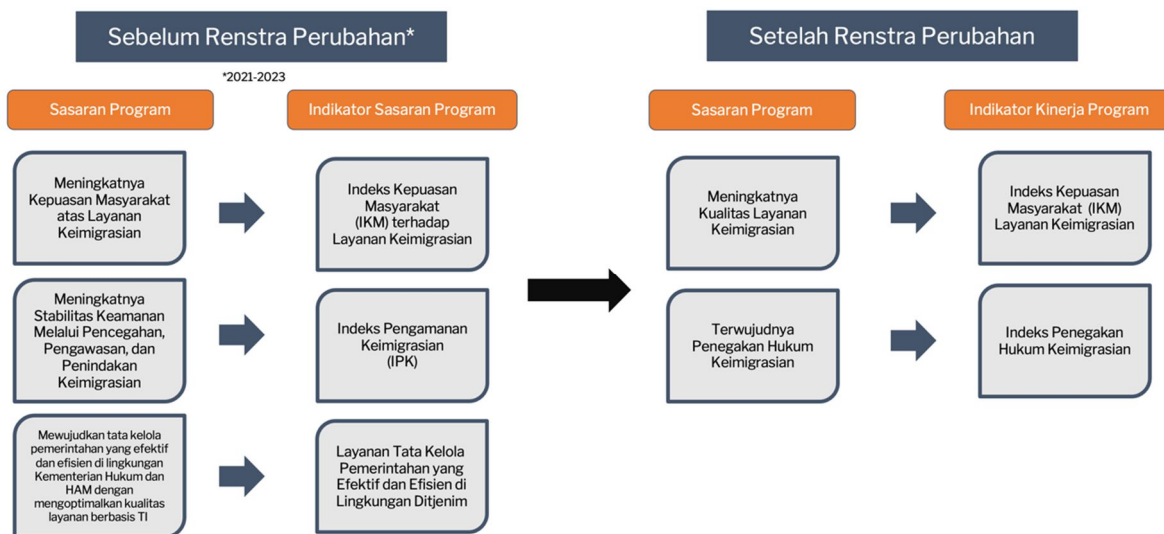 Sebelum Renstra Perubahan*
*2021-2023
Sasaran Program
Indikator Sasaran Program
Meningkatnya
Kepuasan Masyarakat
atas Layanan
Keimigrasian
Indeks Kepuasan
Masyarakat
(IKM) terhadap
Layanan Keimigrasian
Meningkatnya
Stabilitas Keamanan
Melalui Pencegahan,
Pengawasan, dan
Penindakan
Keimigrasian
Indeks Pengamanan
Keimigrasian
(IPK)
Mewujudkan tata kelola
pemerintahan yang efektif
dan efisien di lingkungan
Kementerian Hukum dan
HAM dengan
mengoptimalkan kualitas
layanan berbasis TI
Layanan Tata Kelola
Pemerintahan yang
Efektif dan Efisien di
Lingkungan Ditjenim
Setelah Renstra Perubahan
Sasaran Program
Indikator Kinerja Program
Meningkatnya
Kualitas Layanan
Keimigrasian
Indeks Kepuasan
Masyarakat (IKM)
Layanan Keimigrasian
Terwujudnya
Penegakan Hukum
Keimigrasian
Indeks Penegakan
Hukum Keimigrasian